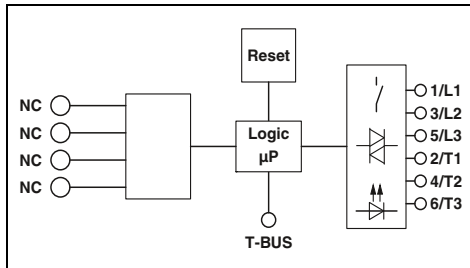 Reset
NC
NC
NC
NC
Logic
µP
T-BUS
1/L1
3/L2
5/L3
2/T1
4/T2
6/T3